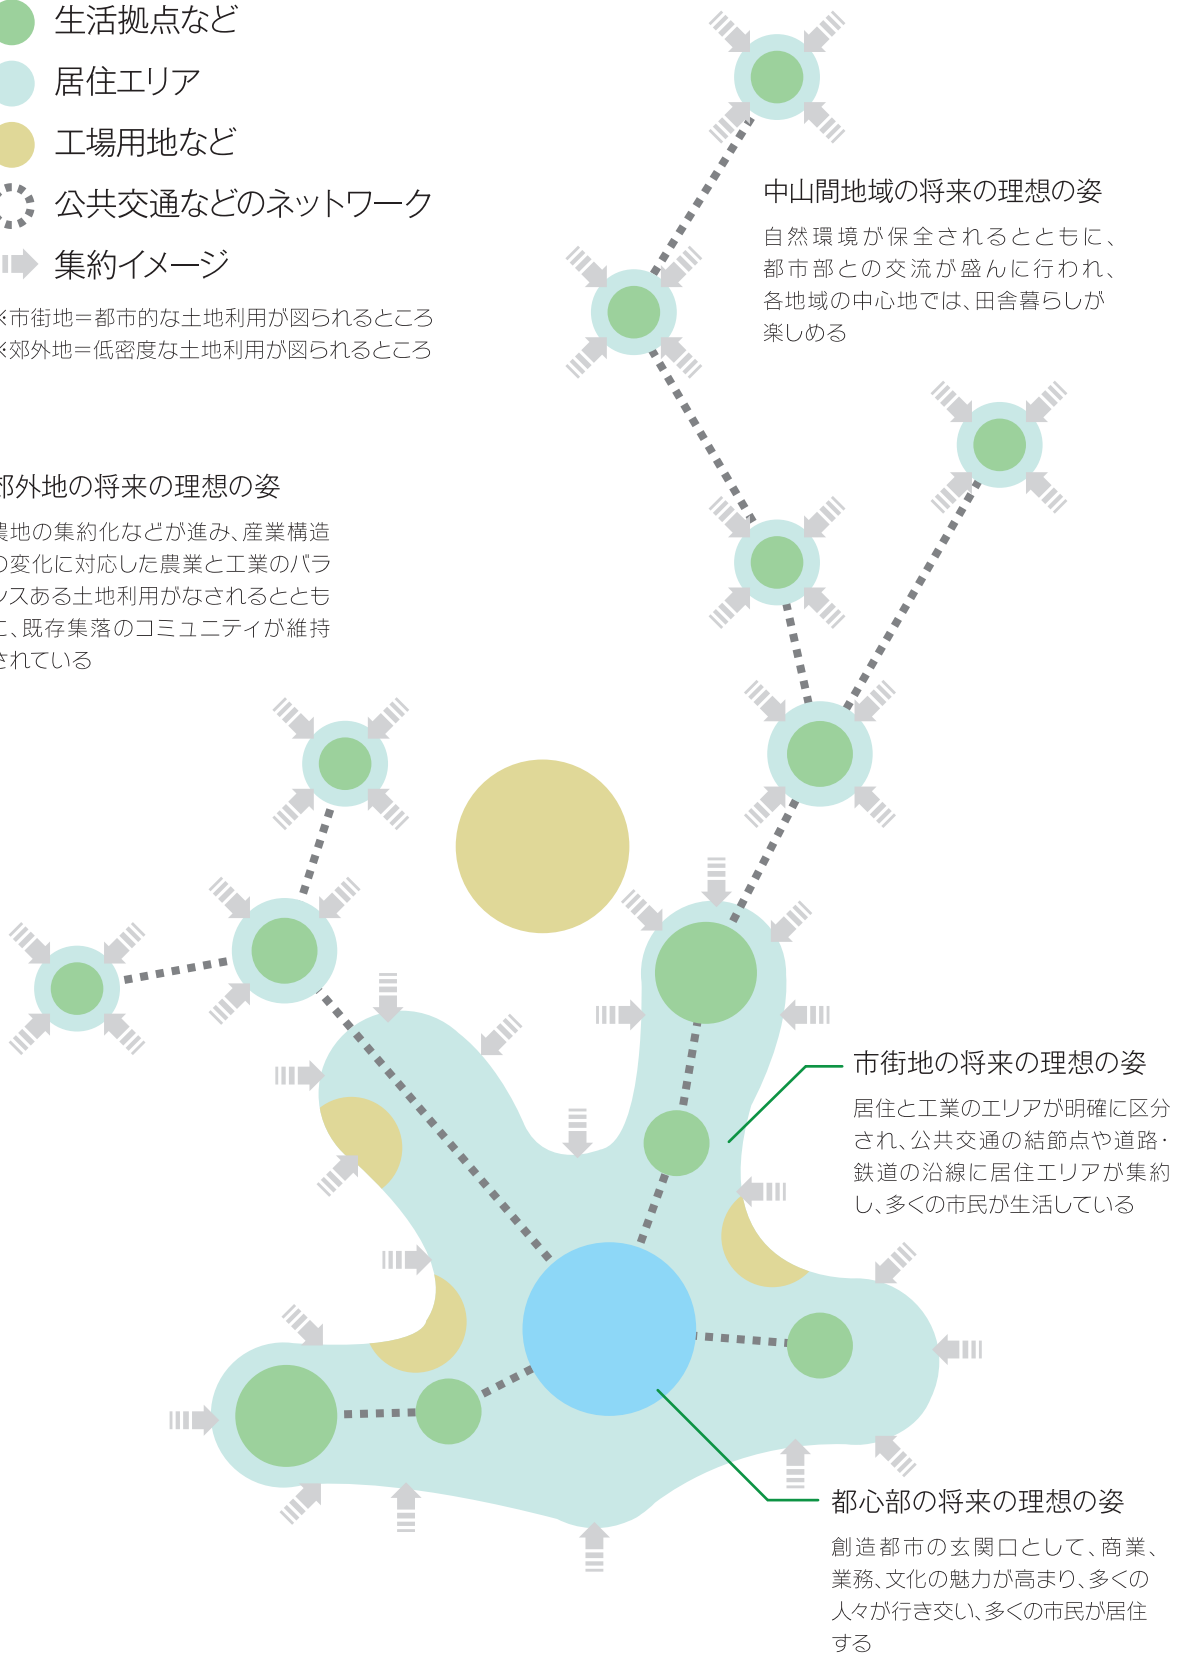 生活拠点など
居住エリア
工場用地など
公共交通などのネットワーク
集約イメージ
※市街地＝都市的な土地利用が図られるところ
※郊外地＝低密度な土地利用が図られるところ
中山間地域の将来の理想の姿
自然環境が保全されるとともに、
都市部との交流が盛んに行われ、
各地域の中心地では、田舎暮らしが
楽しめる
郊外地の将来の理想の姿
農地の集約化などが進み、産業構造
の変化に対応した農業と工業のバラ
ンスある土地利用がなされるととも
に、既存集落のコミュニティが維持
されている
市街地の将来の理想の姿
居住と工業のエリアが明確に区分
され、公共交通の結節点や道路・
鉄道の沿線に居住エリアが集約
し、多くの市民が生活している
都心部の将来の理想の姿
創造都市の玄関口として、商業、
業務、文化の魅力が高まり、多くの
人々が行き交い、多くの市民が居住
する